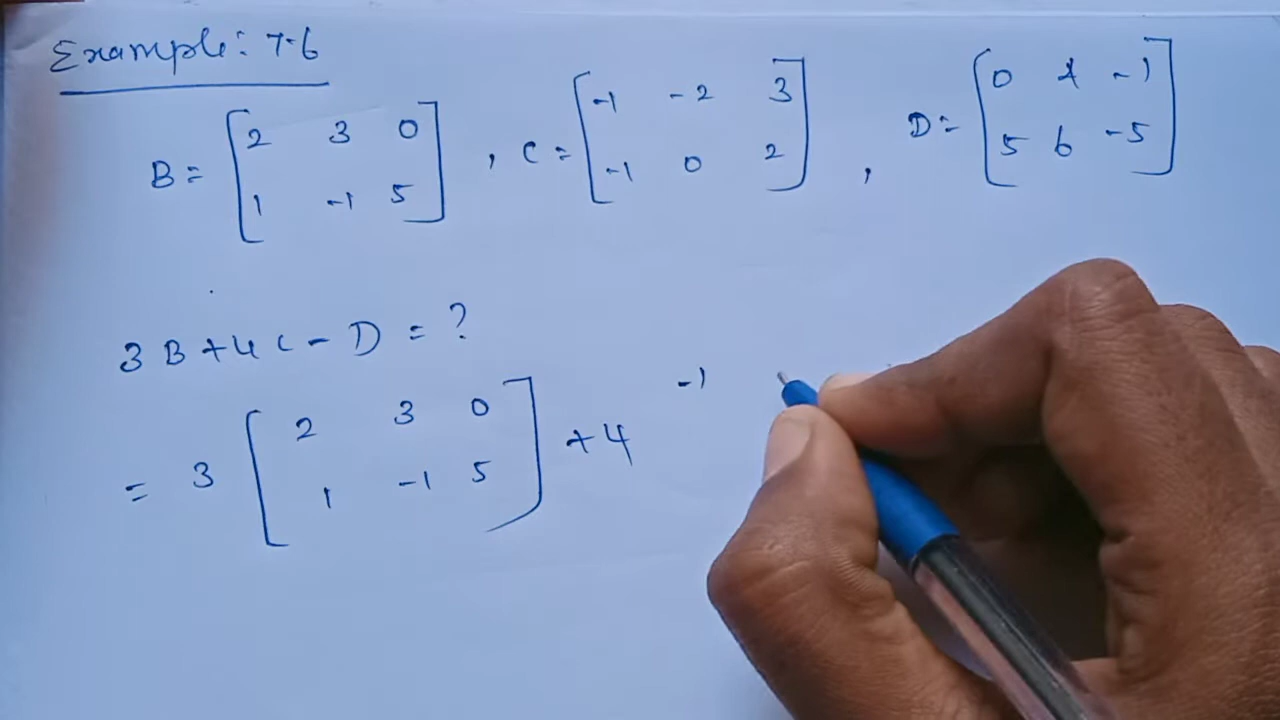 Example: 7.6
B = [ 2 3 0 , C = [ -1 -2 3 ] , D = [ 0 4 -1 ]
1 -1 5 ] -1 0 2 5 6 -5
3B + 4C - D = ?
= 3 [ 2 3 0 ] + 4 -1
1 -1 5